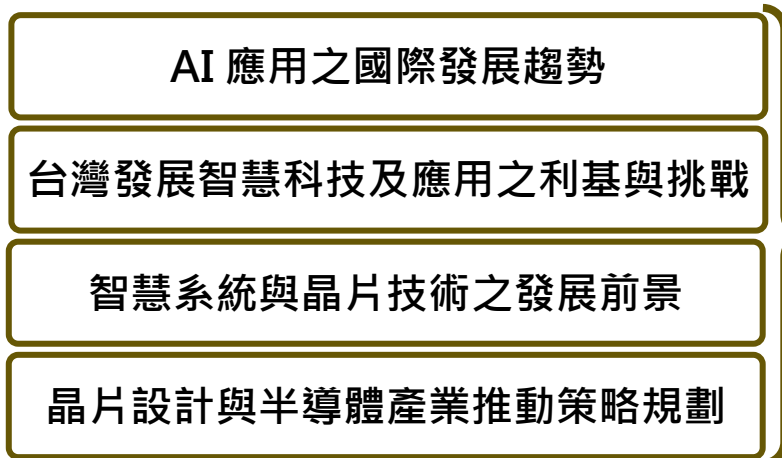 AI 應用之國際發展趨勢
台灣發展智慧科技及應用之利基與挑戰
智慧系統與晶片技術之發展前景
晶片設計與半導體產業推動策略規劃